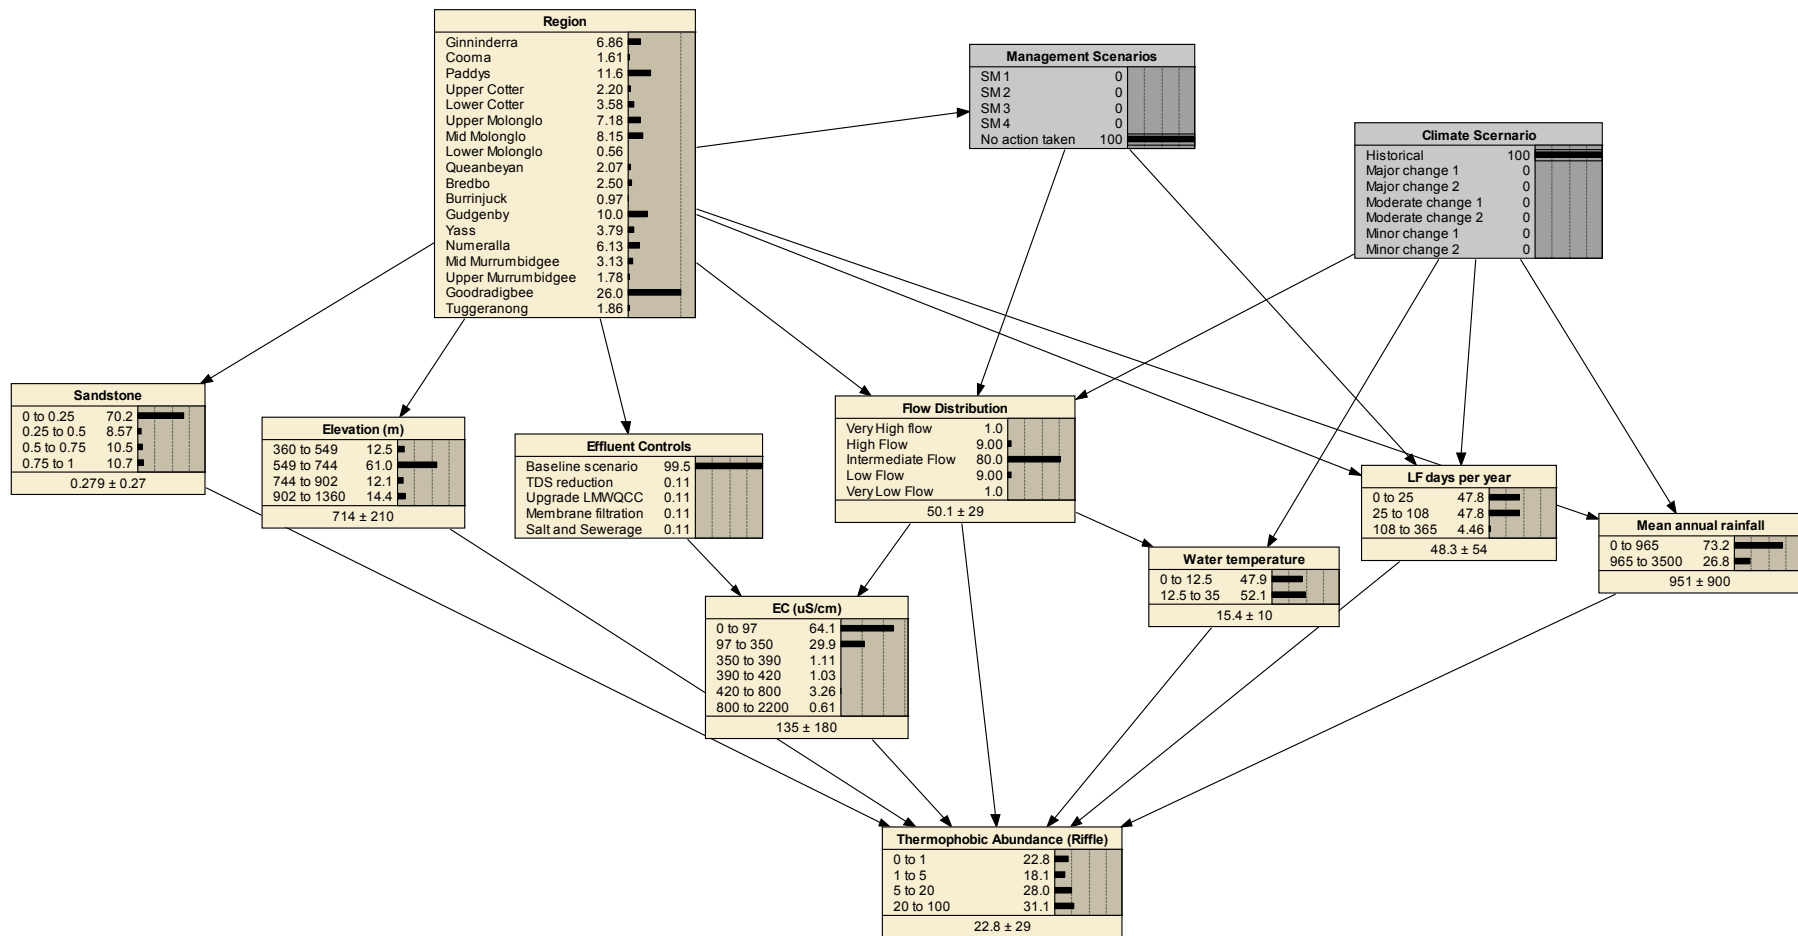 Region
Ginninderra 6.86
Cooma 1.61
Paddys 11.6
Upper Cotter 2.20
Lower Cotter 3.58
Upper Molonglo 7.18
Mid Molonglo 8.15
Lower Molonglo 0.56
Queanbeyan 2.07
Bredbo 2.50
Burrinjuck 0.97
Gudgenby 10.0
Yass 3.79
Numeralla 6.13
Mid Murrumbidgee 3.13
Upper Murrumbidgee 1.78
Goodradigbee 26.0
Tuggeranong 1.86
Management Scenarios
SM1 0
SM2 0
SM3 0
SM4 0
No action taken 100
Climate Scernario
Historical 100
Major change 1 0
Major change 2 0
Moderate change 1 0
Moderate change 2 0
Minor change 1 0
Minor change 2 0
Sandstone
0 to 0.25 70.2
0.25 to 0.5 8.57
0.5 to 0.75 10.5
0.75 to 1 10.7
0.279 ± 0.27
Elevation (m)
360 to 549 12.5
549 to 744 61.0
744 to 902 12.1
902 to 1360 14.4
714 ± 210
Effluent Controls
Baseline scenario 99.5
TDS reduction 0.11
Upgrade LMWQCC 0.11
Membrane filtration 0.11
Salt and Sewerage 0.11
Flow Distribution
Very High flow 1.0
High Flow 9.00
Intermediate Flow 80.0
Low Flow 9.00
Very Low Flow 1.0
50.1 ± 29
LF days per year
0 to 25 47.8
25 to 108 47.8
108 to 365 4.46
48.3 ± 54
Mean annual rainfall
0 to 965 73.2
965 to 3500 26.8
951 ± 900
Water temperature
0 to 12.5 47.9
12.5 to 35 52.1
15.4 ± 10
EC (uS/cm)
0 to 97 64.1
97 to 350 29.9
350 to 390 1.11
390 to 420 1.03
420 to 800 3.26
800 to 2200 0.61
135 ± 180
Thermophobic Abundance (Riffle)
0 to 1 22.8
1 to 5 18.1
5 to 20 28.0
20 to 100 31.1
22.8 ± 29